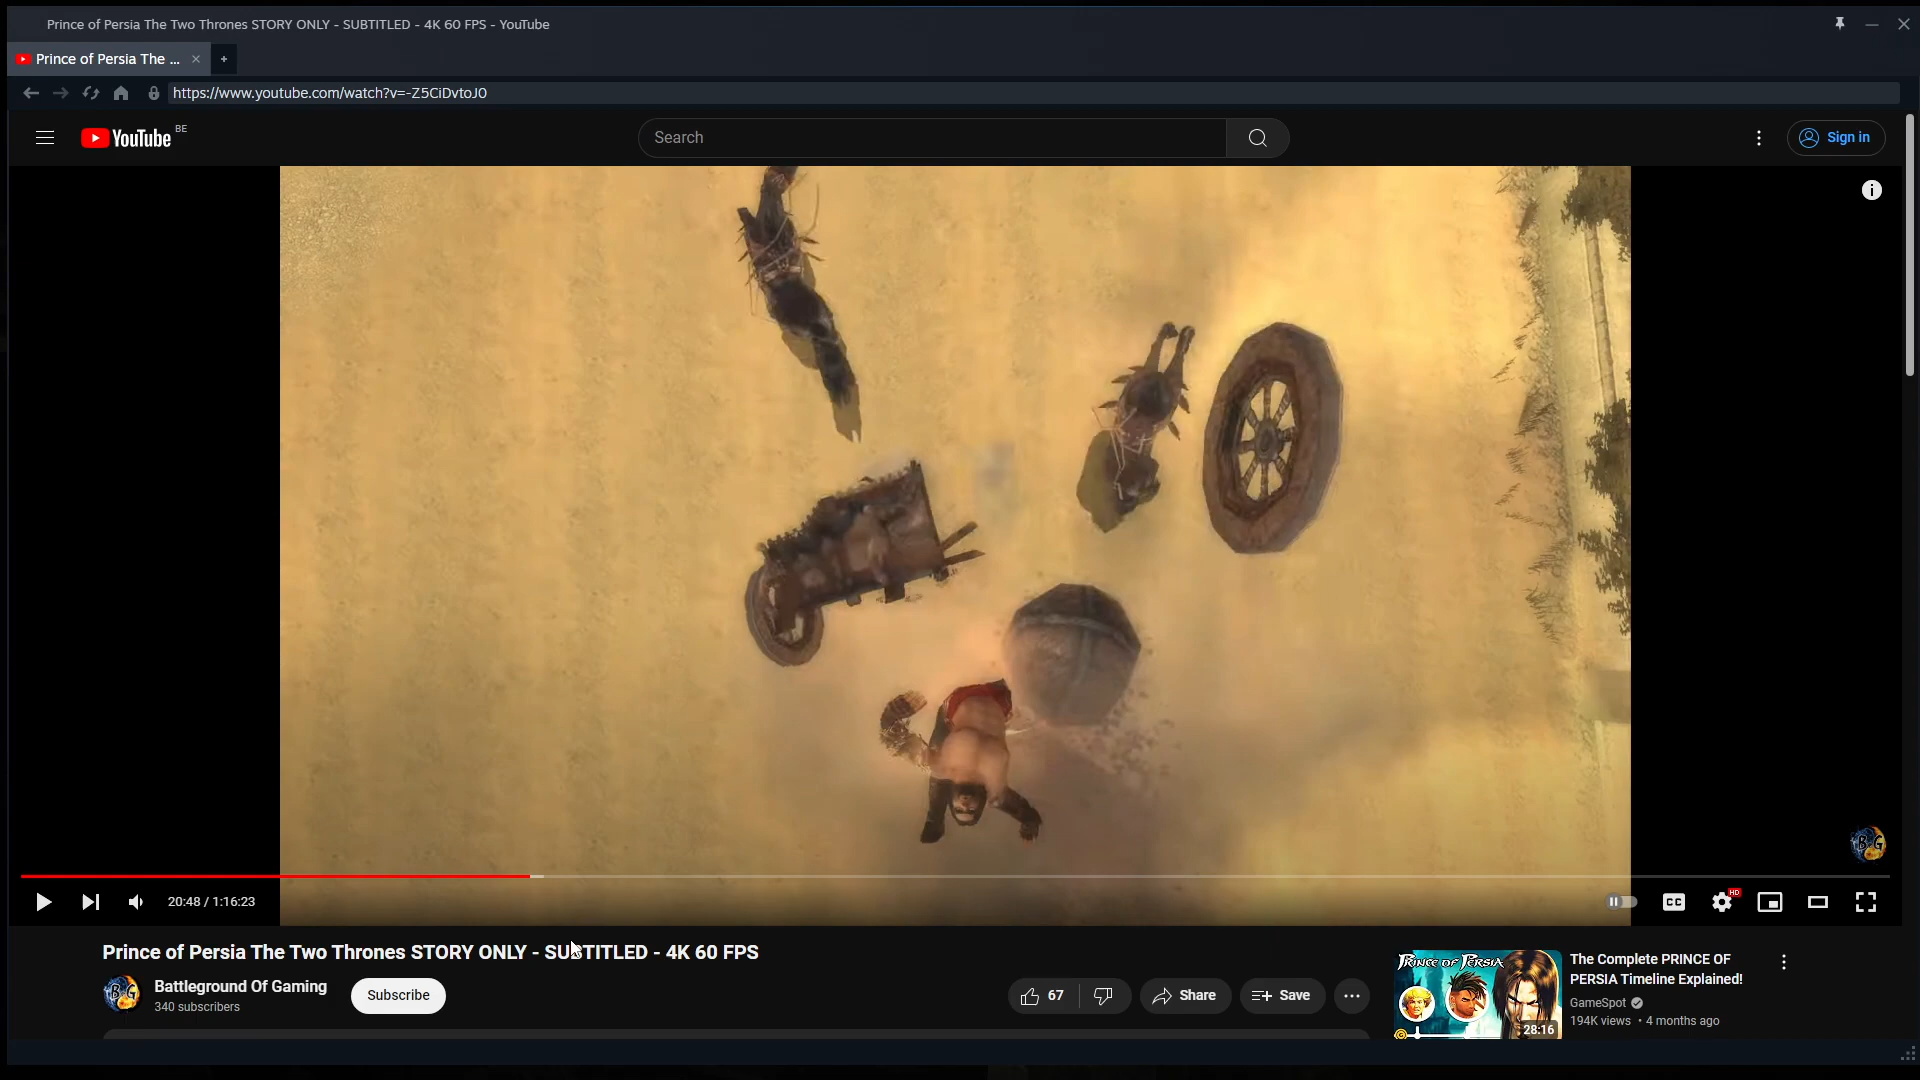 Prince of Persia The Two Thrones STORY ONLY - SUBTITLED - 4K 60 FPS - YouTube
Prince of Persia The ...
https://www.youtube.com/watch?v=-Z5CiDvtoJ0
YouTube BE
Search
Sign in
BG
20:48 / 1:16:23
CC
HD
Prince of Persia The Two Thrones STORY ONLY - SUBTITLED - 4K 60 FPS
Battleground Of Gaming
340 subscribers
Subscribe
67
Share
Save
PRINCE OF PERSIA
28:16
The Complete PRINCE OF
PERSIA Timeline Explained!
GameSpot
194K views • 4 months ago